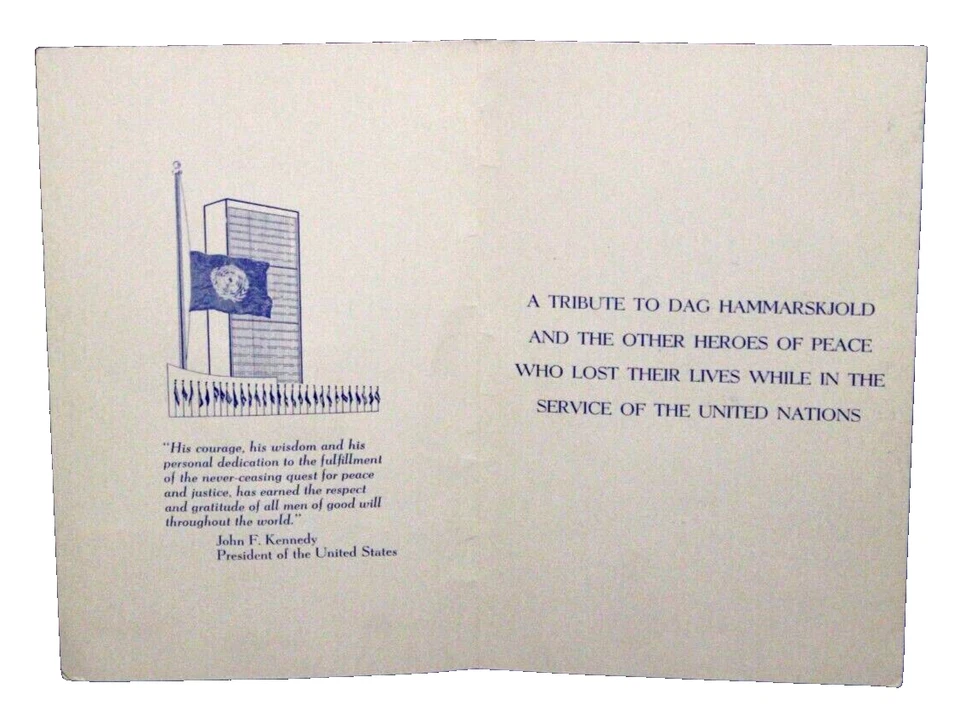 "His courage, his wisdom and his
personal dedication to the fulfillment
of the never-ceasing quest for peace
and justice, has earned the respect
and gratitude of all men of good will
throughout the world."
John F. Kennedy
President of the United States
A TRIBUTE TO DAG HAMMARSKJOLD
AND THE OTHER HEROES OF PEACE
WHO LOST THEIR LIVES WHILE IN THE
SERVICE OF THE UNITED NATIONS